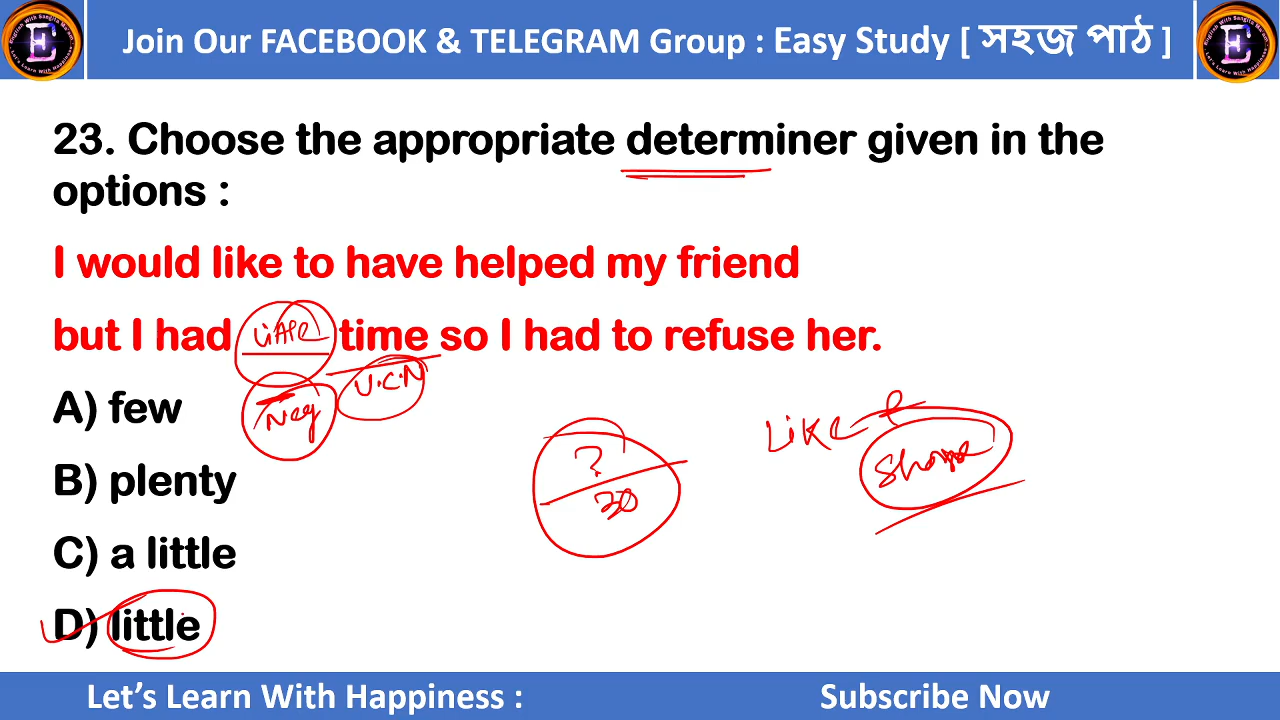 Join Our FACEBOOK & TELEGRAM Group : Easy Study [ সহজ পাঠ ]
23. Choose the appropriate determiner given in the
options :
I would like to have helped my friend
but I had little time so I had to refuse her.
U.C.N
A) few
Neg
B) plenty
?
30
Like &
Share
C) a little
D) little
Let’s Learn With Happiness :
Subscribe Now